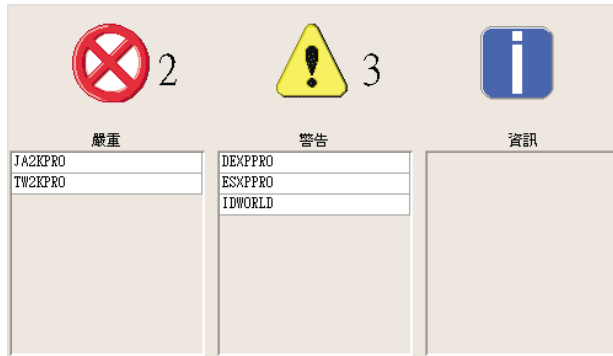 2
3
嚴重
警告
資訊
JA2KPRO
TW2KPRO
DEXPPRO
ESXPPRO
IDWORLD